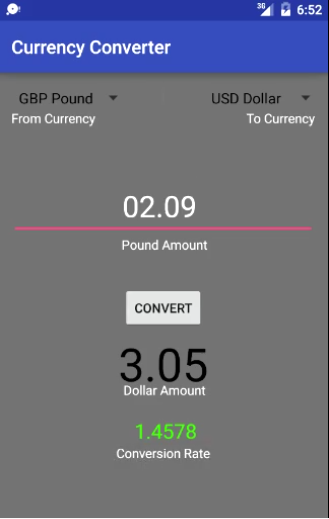 3G 6:52
Currency Converter
GBP Pound USD Dollar
From Currency To Currency
02.09
Pound Amount
CONVERT
3.05
Dollar Amount
1.4578
Conversion Rate